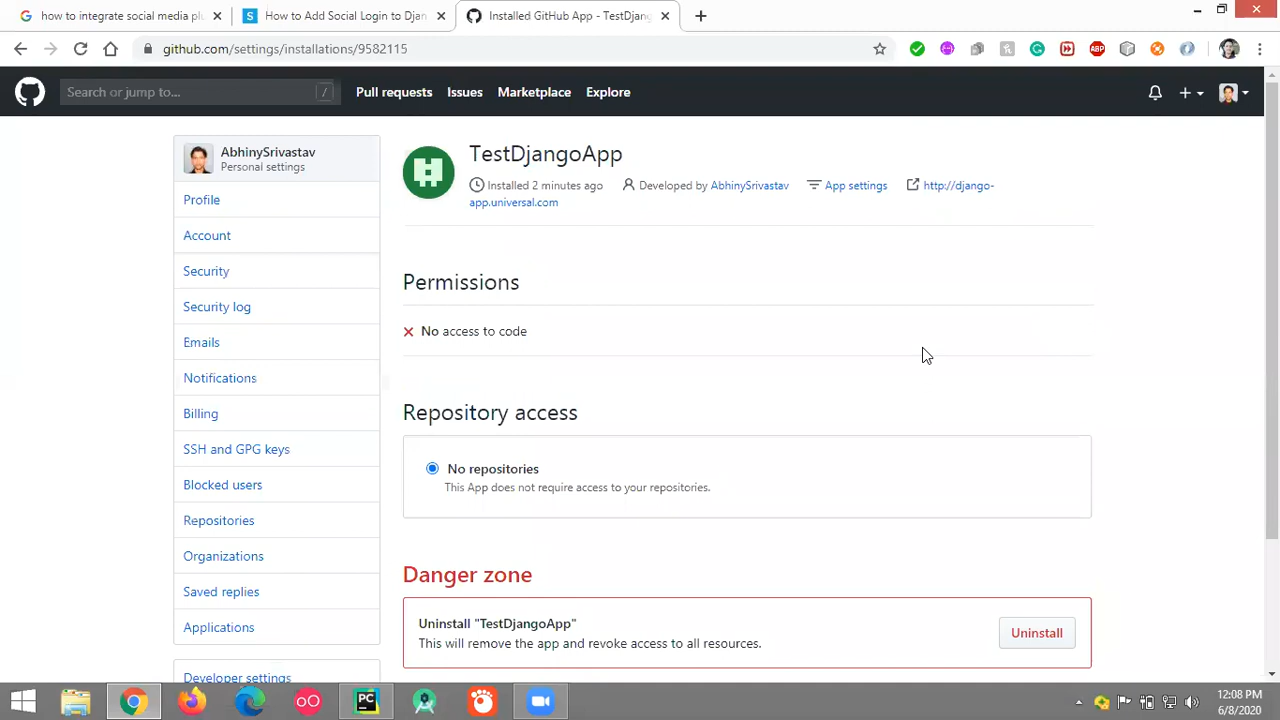 how to integrate social media pl
How to Add Social Login to Djan
Installed GitHub App - TestDjang
github.com/settings/installations/9582115
ABP
Search or jump to...
/
Pull requests
Issues
Marketplace
Explore
AbhinySrivastav
Personal settings
Profile
Account
Security
Security log
Emails
Notifications
Billing
SSH and GPG keys
Blocked users
Repositories
Organizations
Saved replies
Applications
Developer settings
TestDjangoApp
Installed 2 minutes ago
Developed by AbhinySrivastav
App settings
http://django-
app.universal.com
Permissions
No access to code
Repository access
No repositories
This App does not require access to your repositories.
Danger zone
Uninstall "TestDjangoApp"
This will remove the app and revoke access to all resources.
Uninstall
PC
12:08 PM
6/8/2020